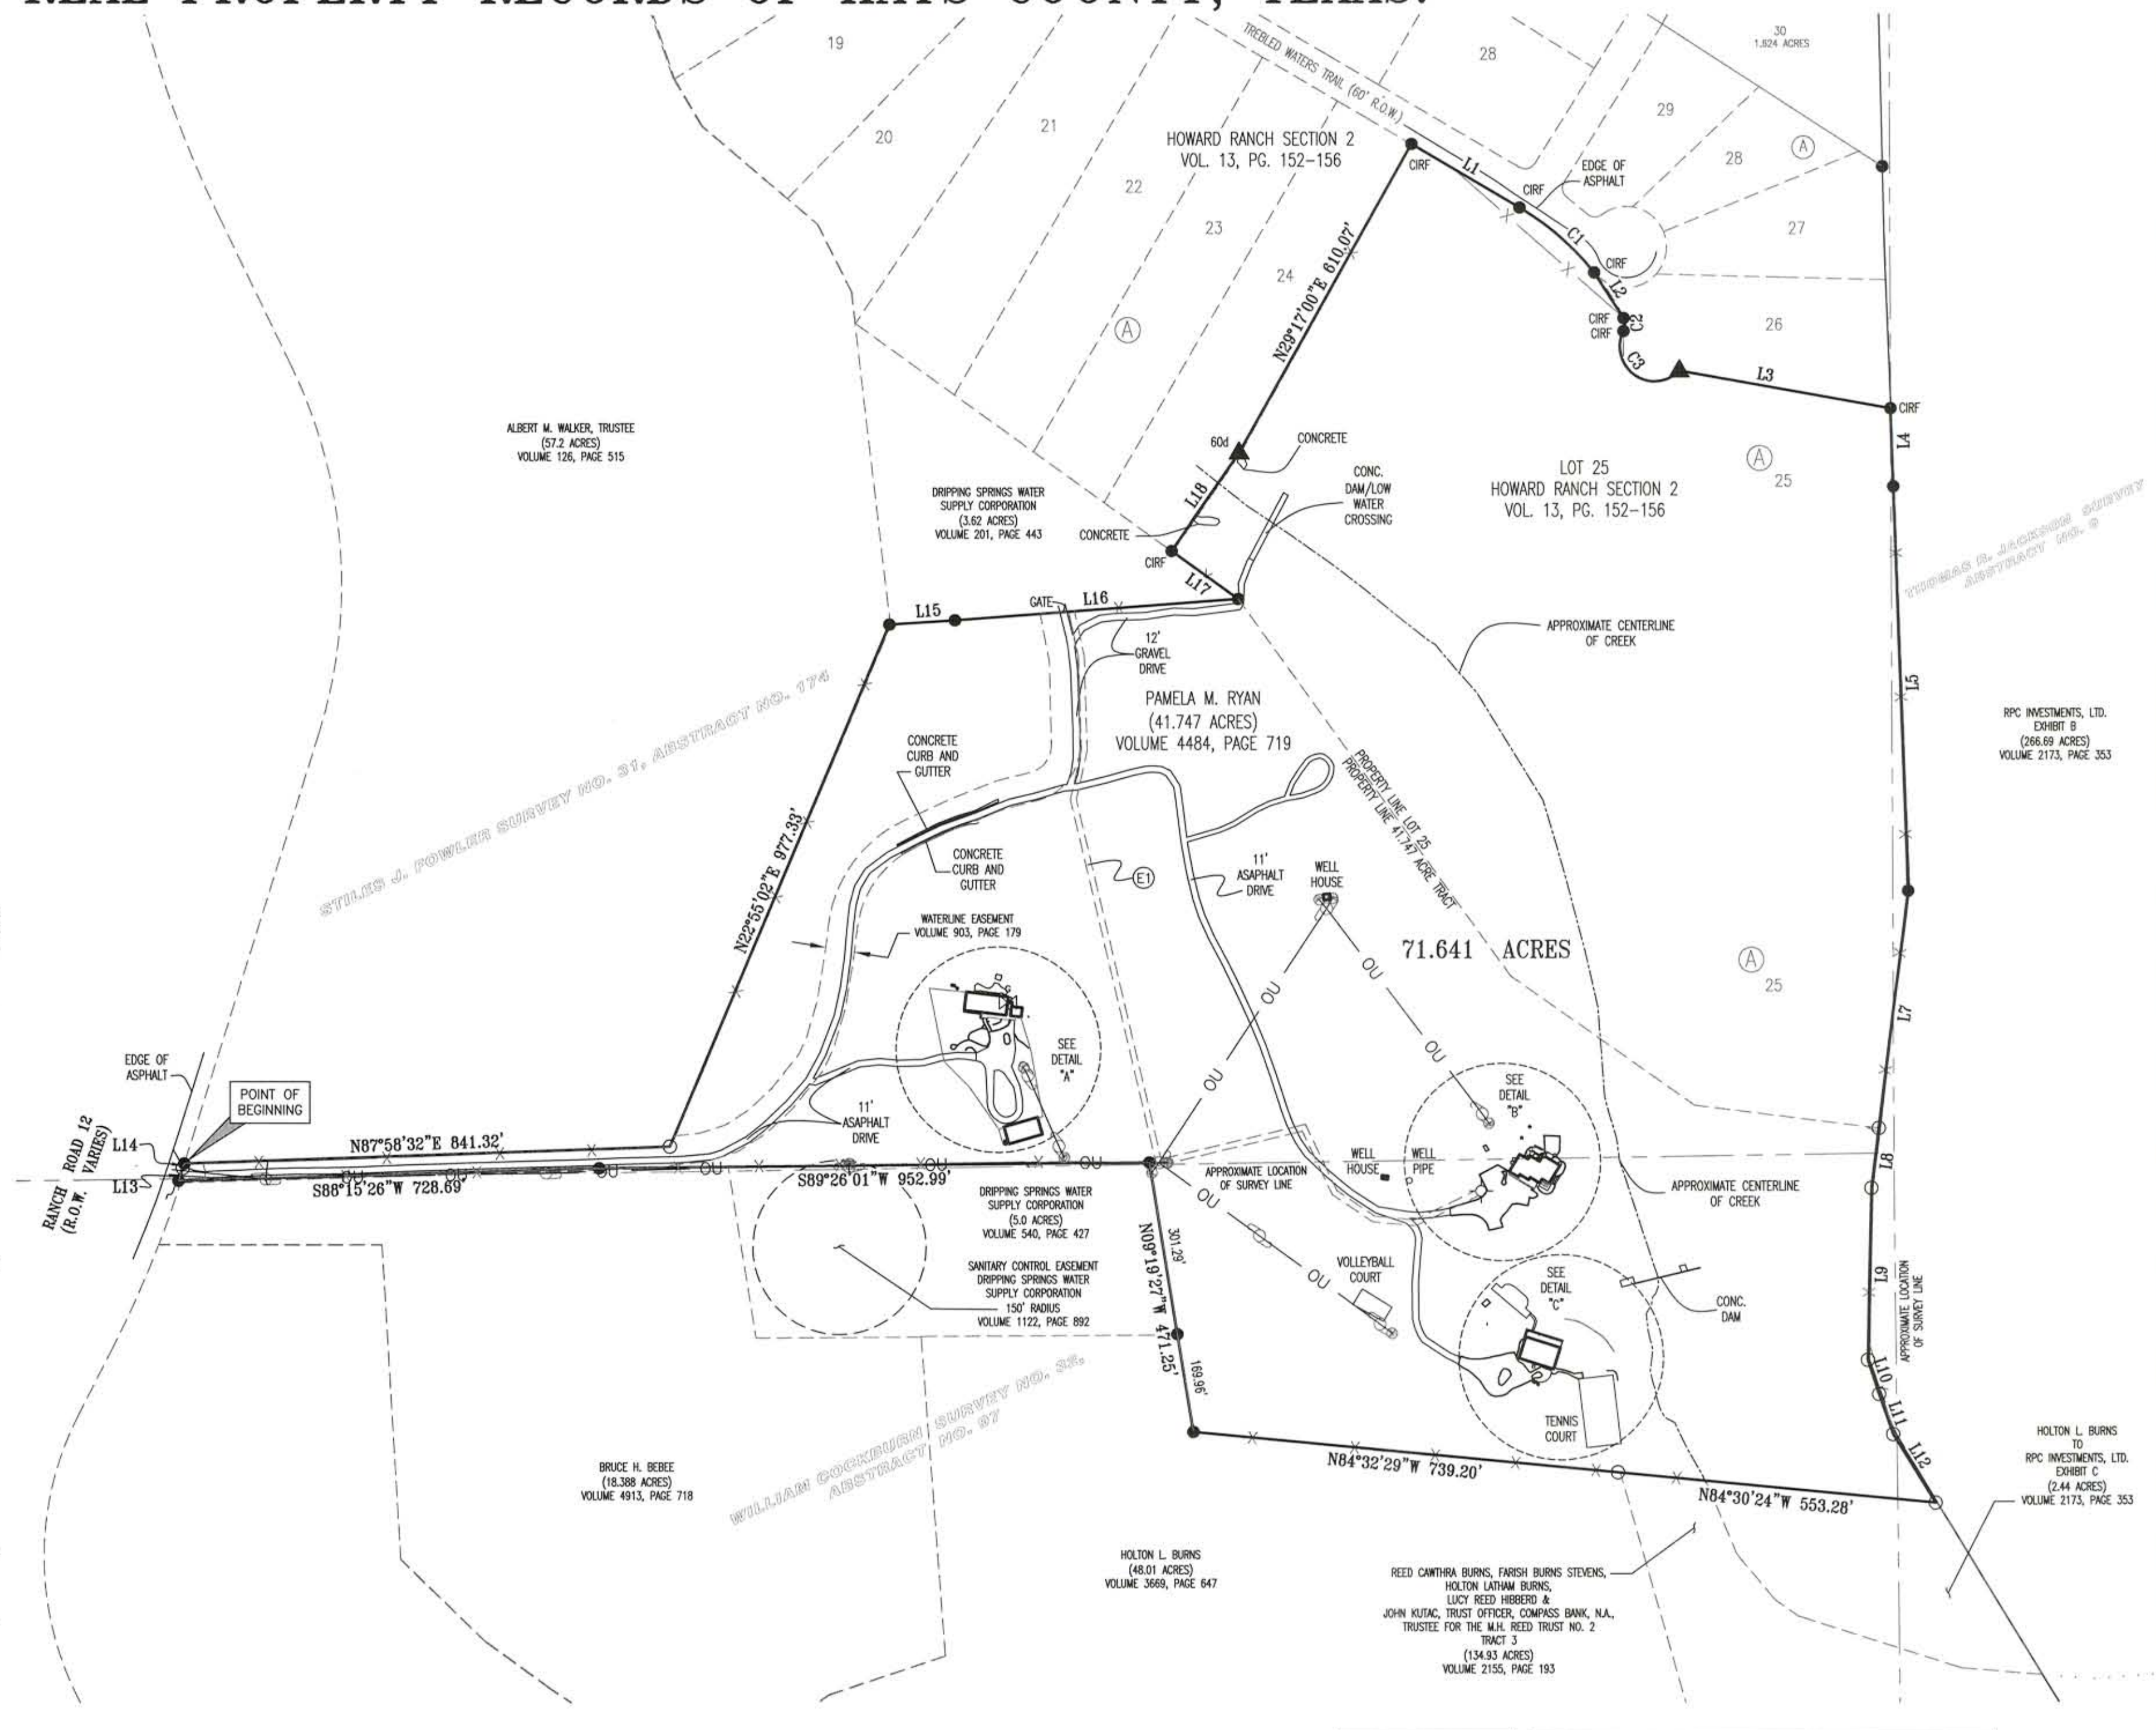 REAL PROPERTY RECORDS OF HAYS COUNTY, TEXAS.
19
20
21
22
23
24
TREBLED WATERS TRAIL (60' R.O.W.)
28
30
1.624 ACRES
29
28
A
27
26
HOWARD RANCH SECTION 2
VOL. 13, PG. 152-156
A
CIRF
L1
CIRF
EDGE OF
ASPHALT
C1
CIRF
L2
CIRF
CIRF
C2
C3
L3
CIRF
L4
N29°17'00"E 610.07'
60d
CONCRETE
L18
CONCRETE
CIRF
L17
CONC.
DAM/LOW
WATER
CROSSING
LOT 25
HOWARD RANCH SECTION 2
VOL. 13, PG. 152-156
A
25
THOMAS R. JACKSON SURVEY
ABSTRACT NO. 9
ALBERT M. WALKER, TRUSTEE
(57.2 ACRES)
VOLUME 126, PAGE 515
DRIPPING SPRINGS WATER
SUPPLY CORPORATION
(3.62 ACRES)
VOLUME 201, PAGE 443
L15
GATE
L16
12'
GRAVEL
DRIVE
APPROXIMATE CENTERLINE
OF CREEK
L5
RPC INVESTMENTS, LTD.
EXHIBIT B
(266.69 ACRES)
VOLUME 2173, PAGE 353
PAMELA M. RYAN
(41.747 ACRES)
VOLUME 4484, PAGE 719
PROPERTY LINE LOT 25
PROPERTY LINE 41.747 ACRE TRACT
STILES J. FOWLER SURVEY NO. 31, ABSTRACT NO. 174
CONCRETE
CURB AND
GUTTER
CONCRETE
CURB AND
GUTTER
N22°55'02"E 977.33'
E1
11'
ASAPHALT
DRIVE
WELL
HOUSE
WATERLINE EASEMENT
VOLUME 903, PAGE 179
71.641 ACRES
A
25
OU
OU
OU
OU
L7
SEE
DETAIL
"A"
SEE
DETAIL
"B"
EDGE OF
ASPHALT
POINT OF
BEGINNING
11'
ASAPHALT
DRIVE
L14
L13
RANCH ROAD 12
(R.O.W. VARIES)
N87°58'32"E 841.32'
OU
OU
OU
OU
OU
OU
S88°15'26"W 728.69'
S89°26'01"W 952.99'
APPROXIMATE LOCATION
OF SURVEY LINE
WELL
HOUSE
WELL
PIPE
L8
APPROXIMATE CENTERLINE
OF CREEK
DRIPPING SPRINGS WATER
SUPPLY CORPORATION
(5.0 ACRES)
VOLUME 540, PAGE 427
SANITARY CONTROL EASEMENT
DRIPPING SPRINGS WATER
SUPPLY CORPORATION
150' RADIUS
VOLUME 1122, PAGE 892
301.29'
N09°19'27"W 471.25'
169.96'
OU
OU
VOLLEYBALL
COURT
SEE
DETAIL
"C"
CONC.
DAM
L9
APPROXIMATE LOCATION
OF SURVEY LINE
L10
L11
L12
TENNIS
COURT
N84°32'29"W 739.20'
N84°30'24"W 553.28'
WILLIAM COCKBURN SURVEY NO. 32,
ABSTRACT NO. 97
BRUCE H. BEBEE
(18.388 ACRES)
VOLUME 4913, PAGE 718
HOLTON L. BURNS
TO
RPC INVESTMENTS, LTD.
EXHIBIT C
(2.44 ACRES)
VOLUME 2173, PAGE 353
HOLTON L. BURNS
(48.01 ACRES)
VOLUME 3669, PAGE 647
REED CAWTHRA BURNS, FARISH BURNS STEVENS,
HOLTON LATHAM BURNS,
LUCY REED HIBBERD &
JOHN KUTAC, TRUST OFFICER, COMPASS BANK, N.A.,
TRUSTEE FOR THE M.H. REED TRUST NO. 2
TRACT 3
(134.93 ACRES)
VOLUME 2155, PAGE 193